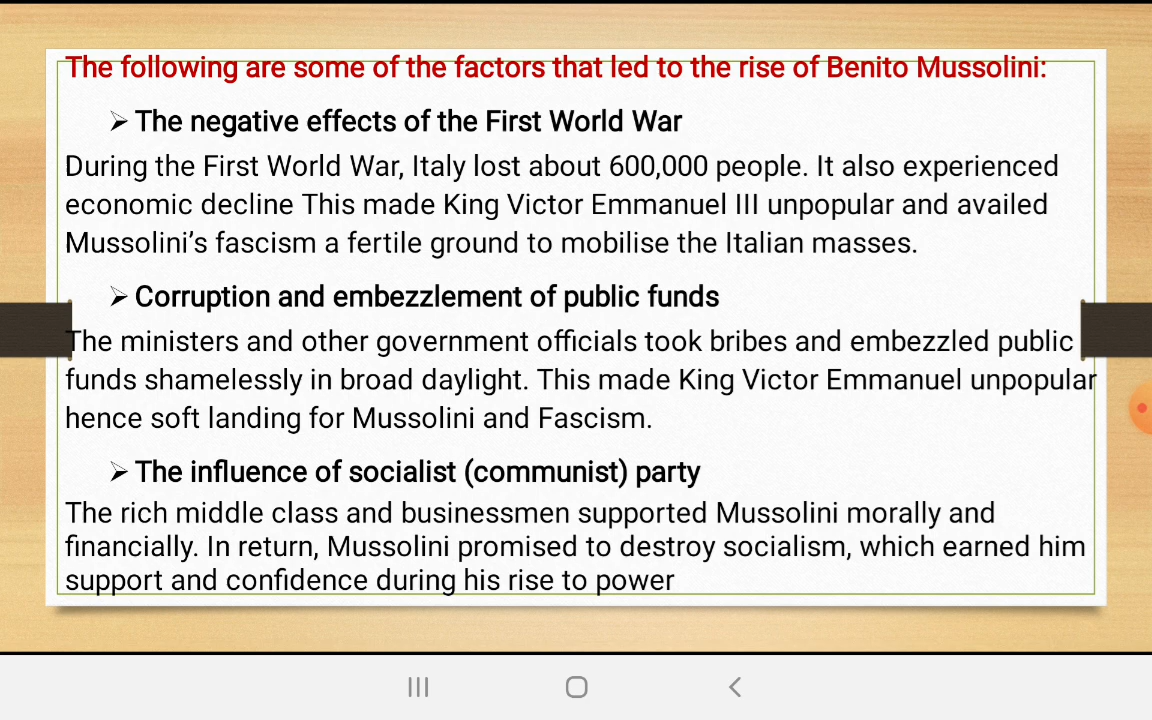 The following are some of the factors that led to the rise of Benito Mussolini:
➢ The negative effects of the First World War
During the First World War, Italy lost about 600,000 people. It also experienced
economic decline This made King Victor Emmanuel III unpopular and availed
Mussolini’s fascism a fertile ground to mobilise the Italian masses.
➢ Corruption and embezzlement of public funds
The ministers and other government officials took bribes and embezzled public
funds shamelessly in broad daylight. This made King Victor Emmanuel unpopular
hence soft landing for Mussolini and Fascism.
➢ The influence of socialist (communist) party
The rich middle class and businessmen supported Mussolini morally and
financially. In return, Mussolini promised to destroy socialism, which earned him
support and confidence during his rise to power